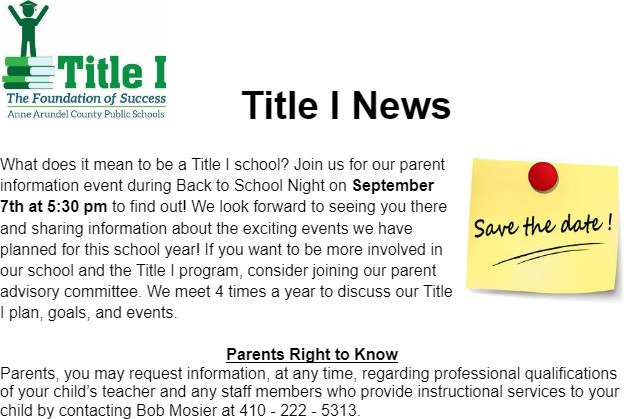 Title I
The Foundation of Success
Anne Arundel County Public Schools
Title I News
What does it mean to be a Title I school? Join us for our parent
information event during Back to School Night on September
7th at 5:30 pm to find out! We look forward to seeing you there
and sharing information about the exciting events we have
planned for this school year! If you want to be more involved in
our school and the Title I program, consider joining our parent
advisory committee. We meet 4 times a year to discuss our Title
I plan, goals, and events.
Save the date !
Parents Right to Know
Parents, you may request information, at any time, regarding professional qualifications
of your child’s teacher and any staff members who provide instructional services to your
child by contacting Bob Mosier at 410 - 222 - 5313.